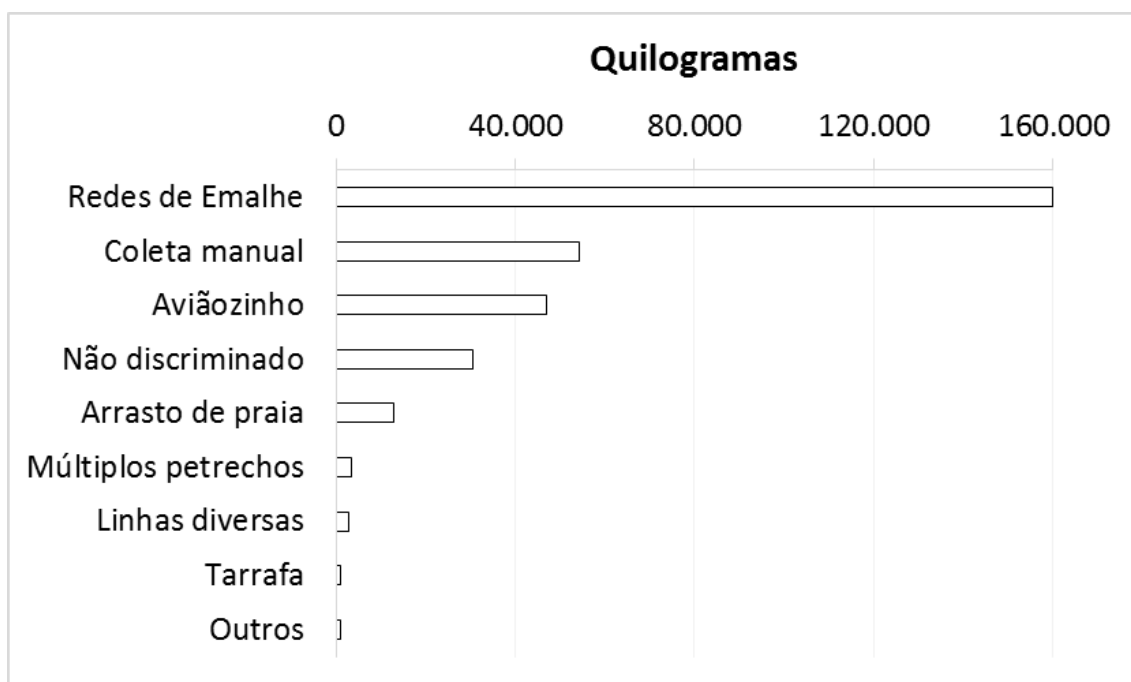 Quilogramas
0 40.000 80.000 120.000 160.000
Redes de Emalhe
Coleta manual
Aviãozinho
Não discriminado
Arrasto de praia
Múltiplos petrechos
Linhas diversas
Tarrafa
Outros